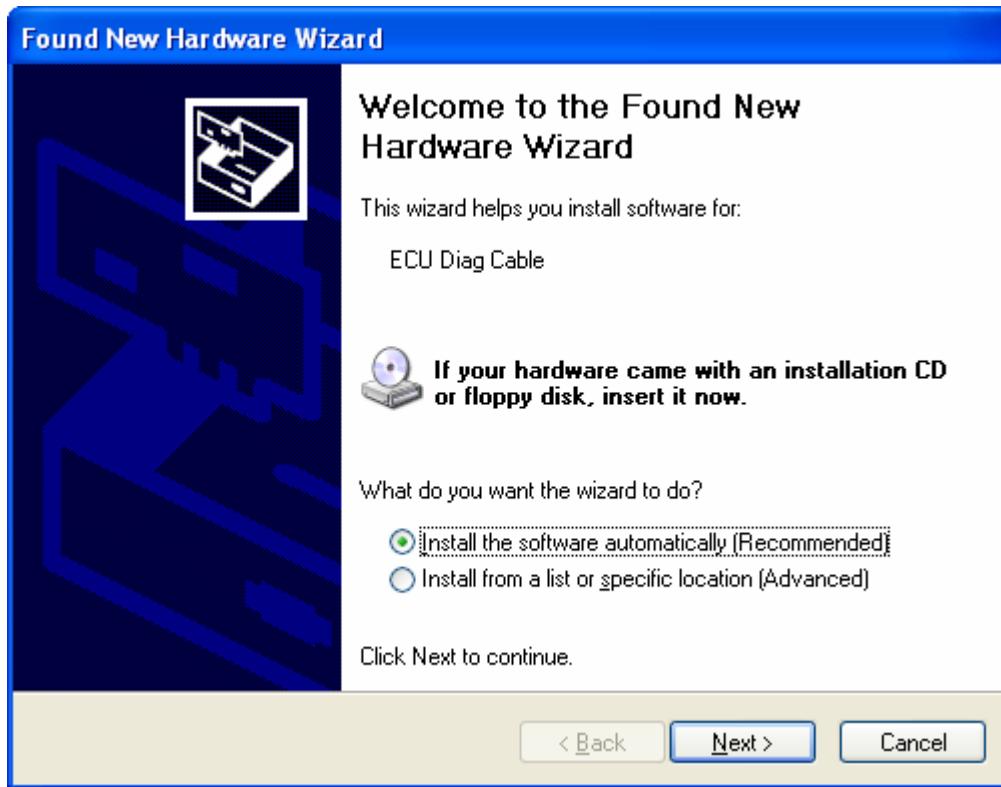 Found New Hardware Wizard
Welcome to the Found New
Hardware Wizard
This wizard helps you install software for:
ECU Diag Cable
If your hardware came with an installation CD
or floppy disk, insert it now.
What do you want the wizard to do?
Install the software automatically (Recommended)
Install from a list or specific location (Advanced)
Click Next to continue.
< Back
Next >
Cancel